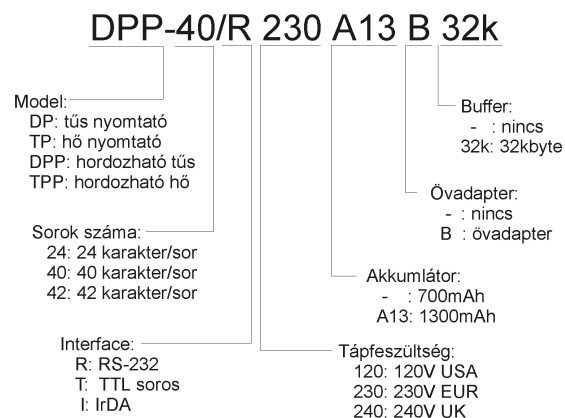 DPP-40/R 230 A13 B 32k
Model:
DP: tűs nyomtató
TP: hő nyomtató
DPP: hordozható tűs
TPP: hordozható hő
Buffer:
- : nincs
32k: 32kbyte
Övadapter:
- : nincs
B : övadapter
Sorok száma:
24: 24 karakter/sor
40: 40 karakter/sor
42: 42 karakter/sor
Akkumlátor:
- : 700mAh
A13: 1300mAh
Interface:
R: RS-232
T: TTL soros
I: IrDA
Tápfeszültség:
120: 120V USA
230: 230V EUR
240: 240V UK